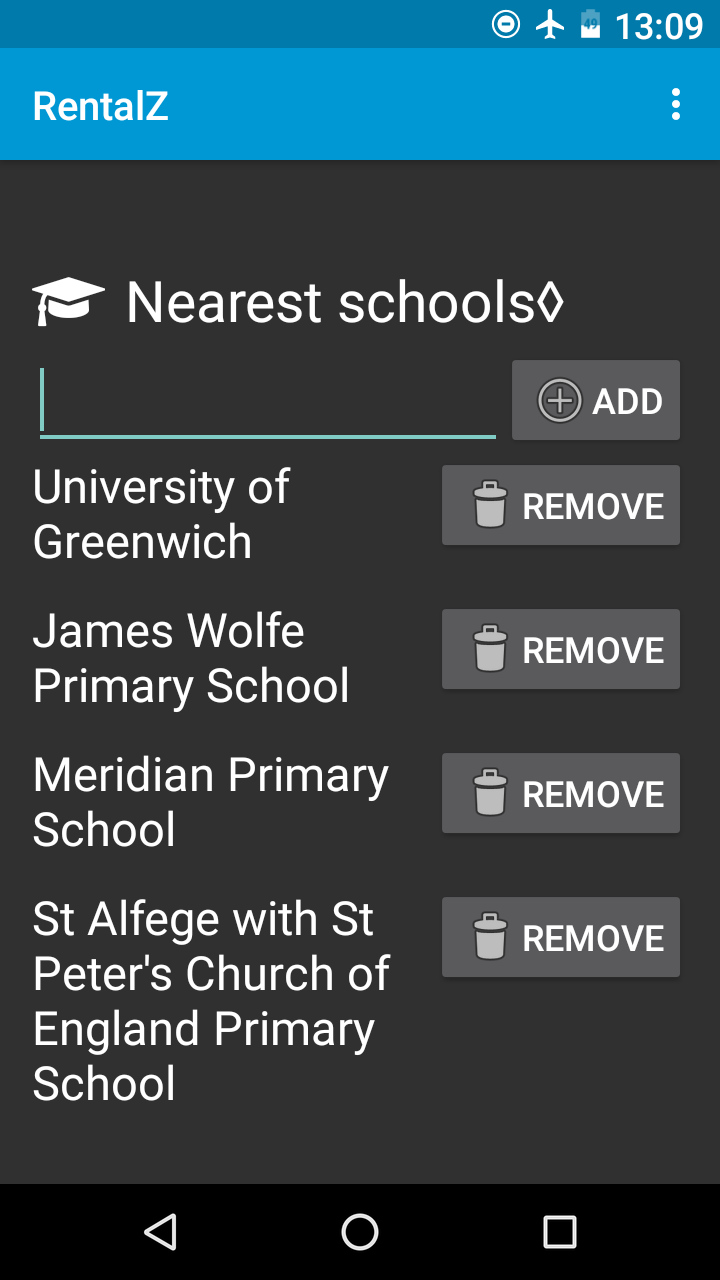 49 13:09
RentalZ
Nearest schools◊
ADD
University of
Greenwich
REMOVE
James Wolfe
Primary School
REMOVE
Meridian Primary
School
REMOVE
St Alfege with St
Peter's Church of
England Primary
School
REMOVE